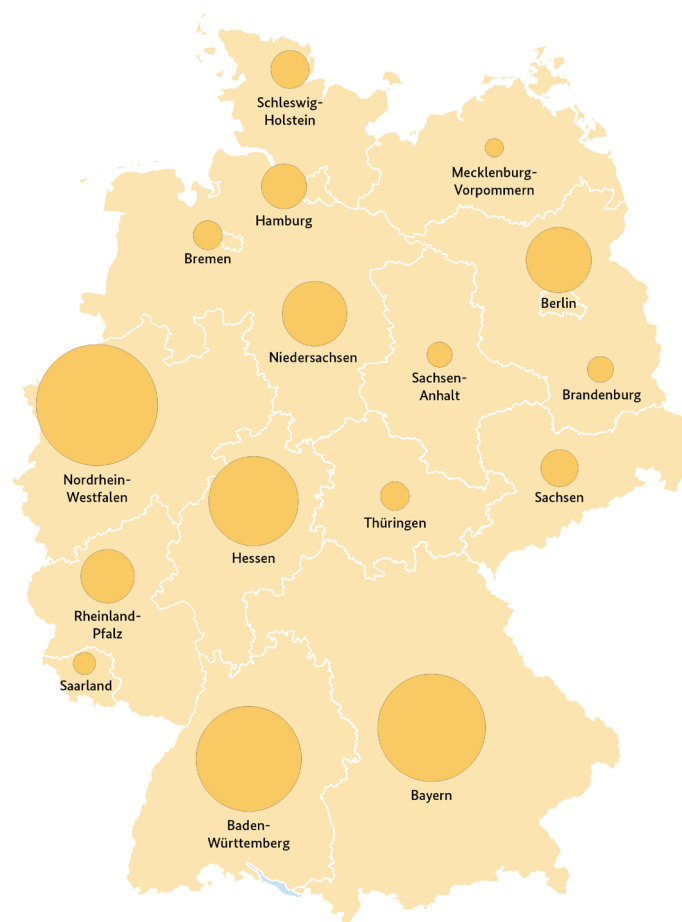 Schleswig-
Holstein
Mecklenburg-
Vorpommern
Hamburg
Bremen
Berlin
Niedersachsen
Sachsen-
Anhalt
Brandenburg
Nordrhein-
Westfalen
Sachsen
Thüringen
Hessen
Rheinland-
Pfalz
Saarland
Bayern
Baden-
Württemberg